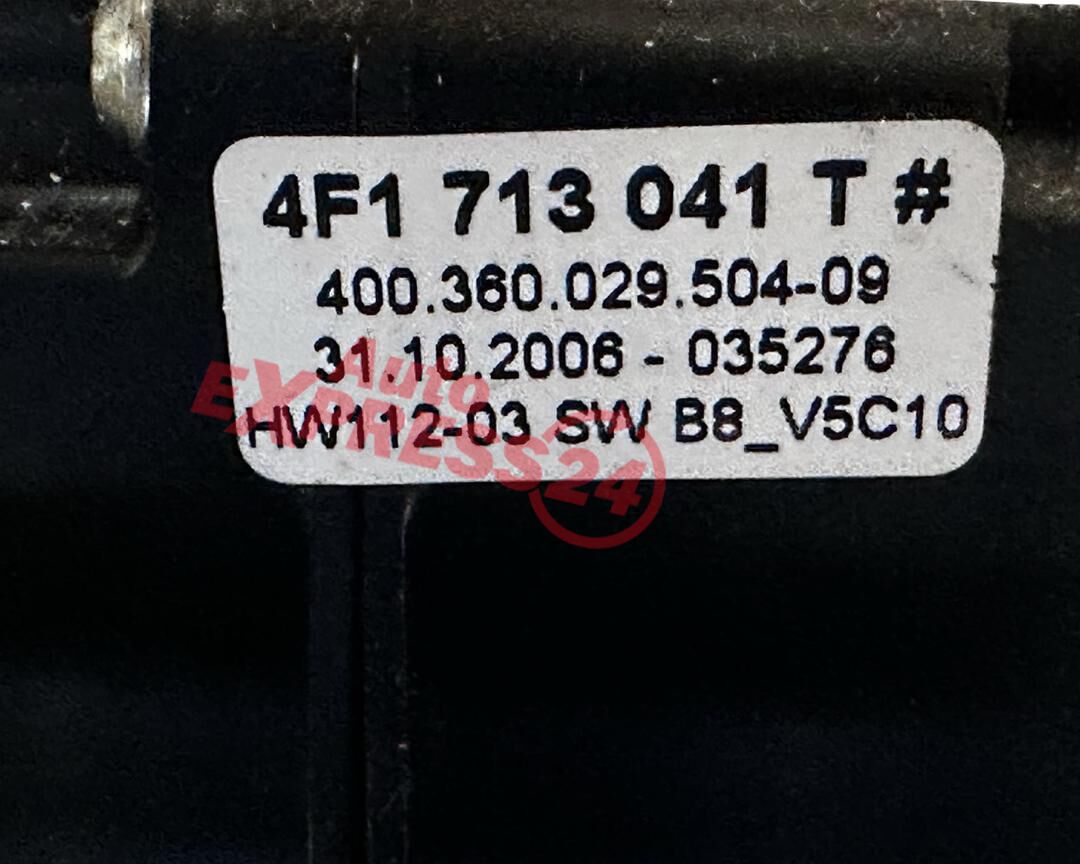 4F1 713 041 T #
400.360.029.504-09
31.10.2006 - 035276
HW112-03 SW B8_V5C10
Auto
EXPRESS24